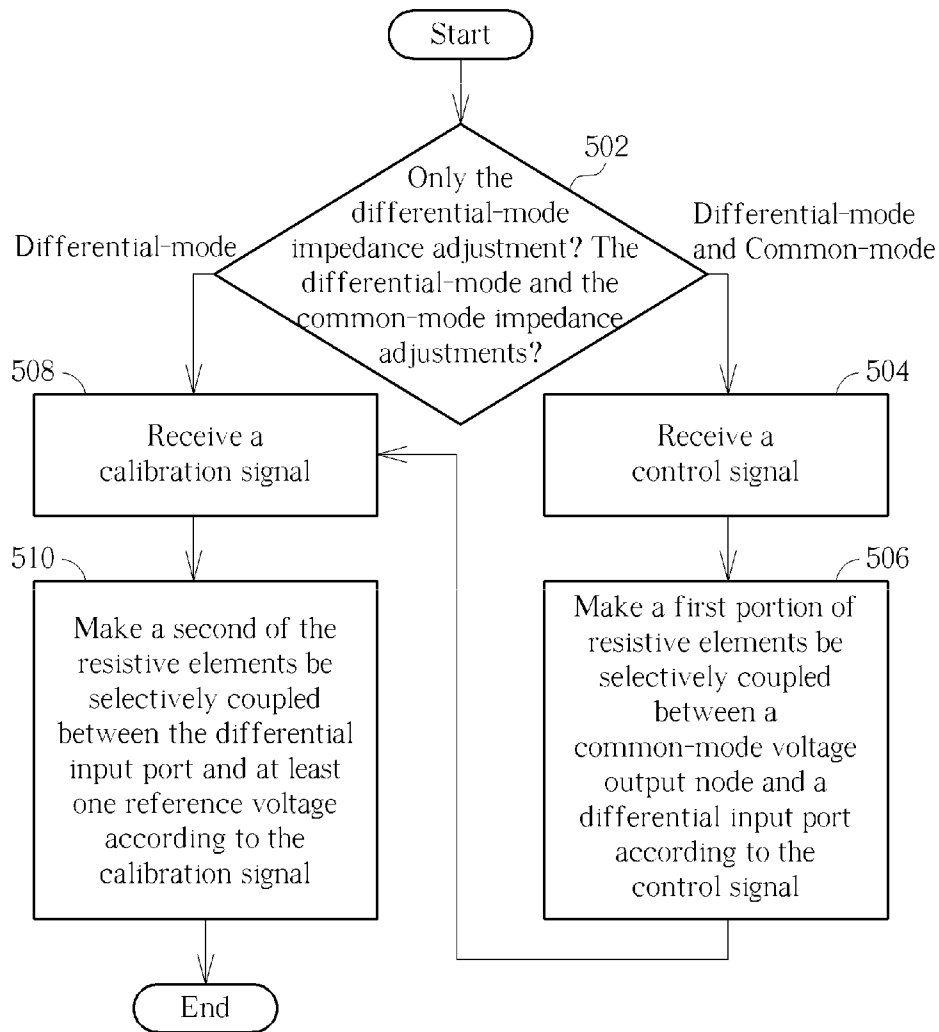 Start
502
Only the
differential-mode
impedance adjustment? The
differential-mode and the
common-mode impedance
adjustments?
Differential-mode
Differential-mode
and Common-mode
508
Receive a
calibration signal
504
Receive a
control signal
510
Make a second of the
resistive elements be
selectively coupled
between the differential
input port and at least
one reference voltage
according to the
calibration signal
506
Make a first portion of
resistive elements be
selectively coupled
between a
common-mode voltage
output node and a
differential input port
according to the
control signal
End